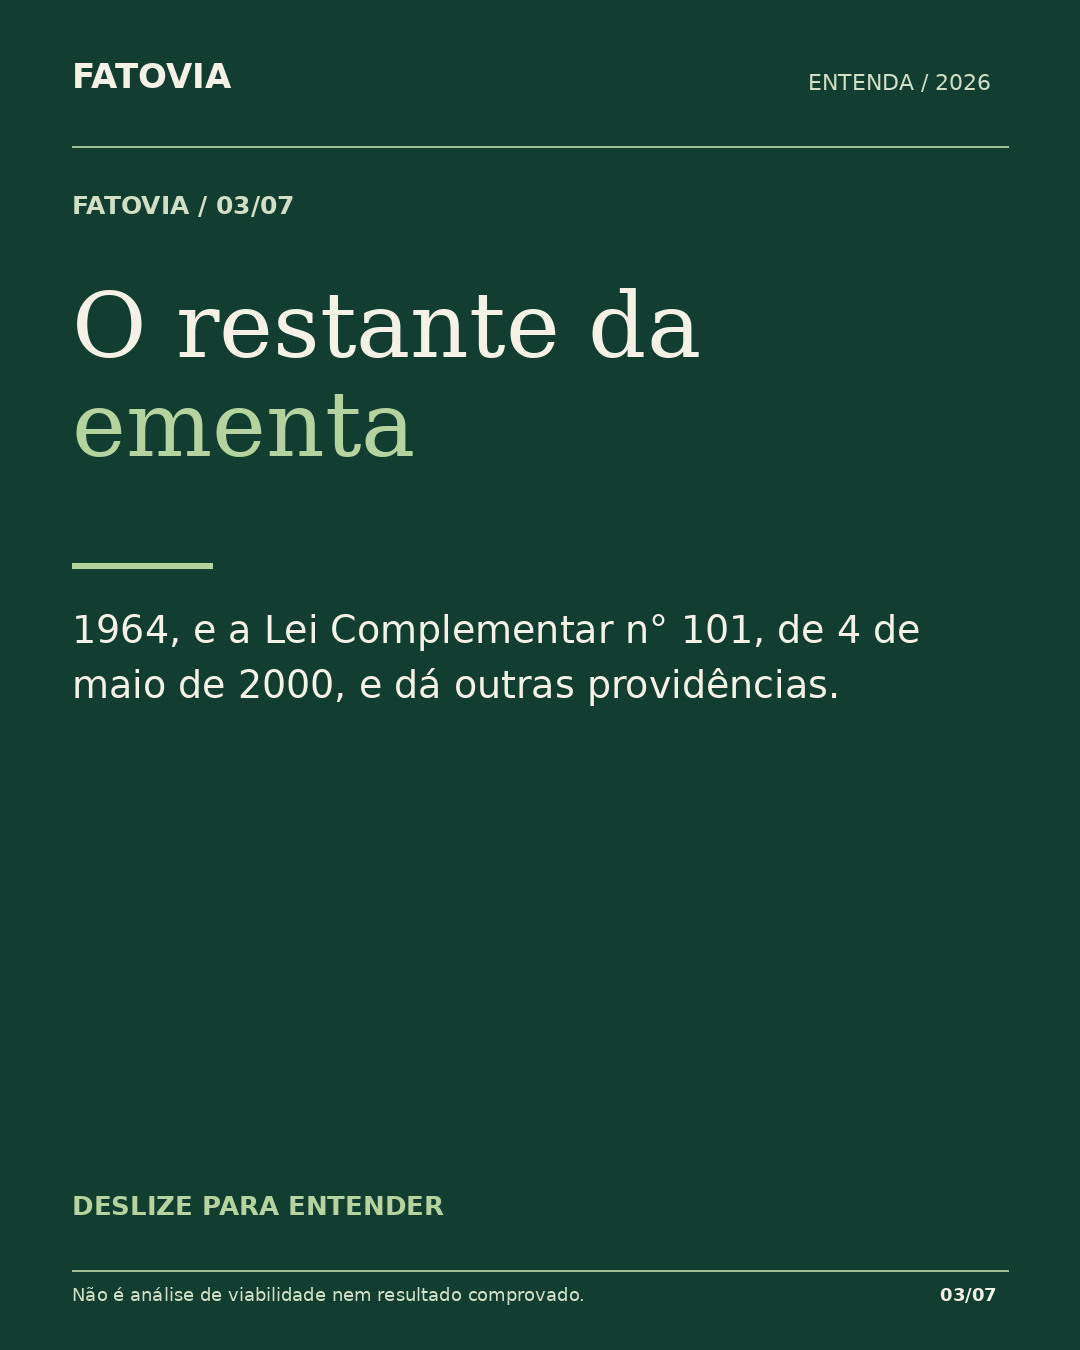 FATOVIA
ENTENDA / 2026
FATOVIA / 03/07
O restante da
ementa
1964, e a Lei Complementar n° 101, de 4 de
maio de 2000, e dá outras providências.
DESLIZE PARA ENTENDER
Não é análise de viabilidade nem resultado comprovado.
03/07